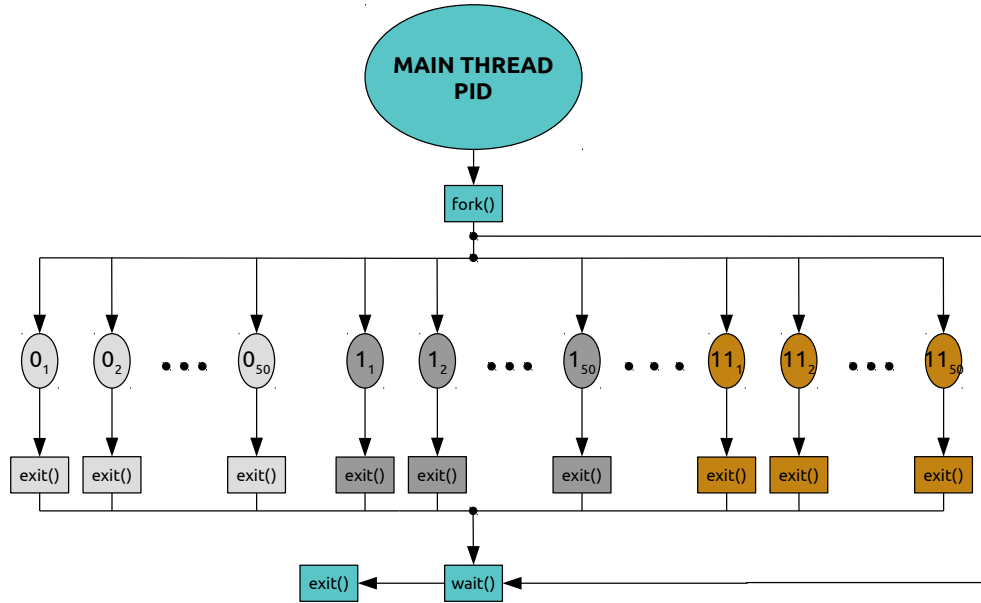 MAIN THREAD
PID
fork()
0₁ 0₂ 0₅₀ 1₁ 1₂ 1₅₀ 11₁ 11₂ 11₅₀
exit() exit() exit() exit() exit() exit() exit() exit() exit()
exit() wait()